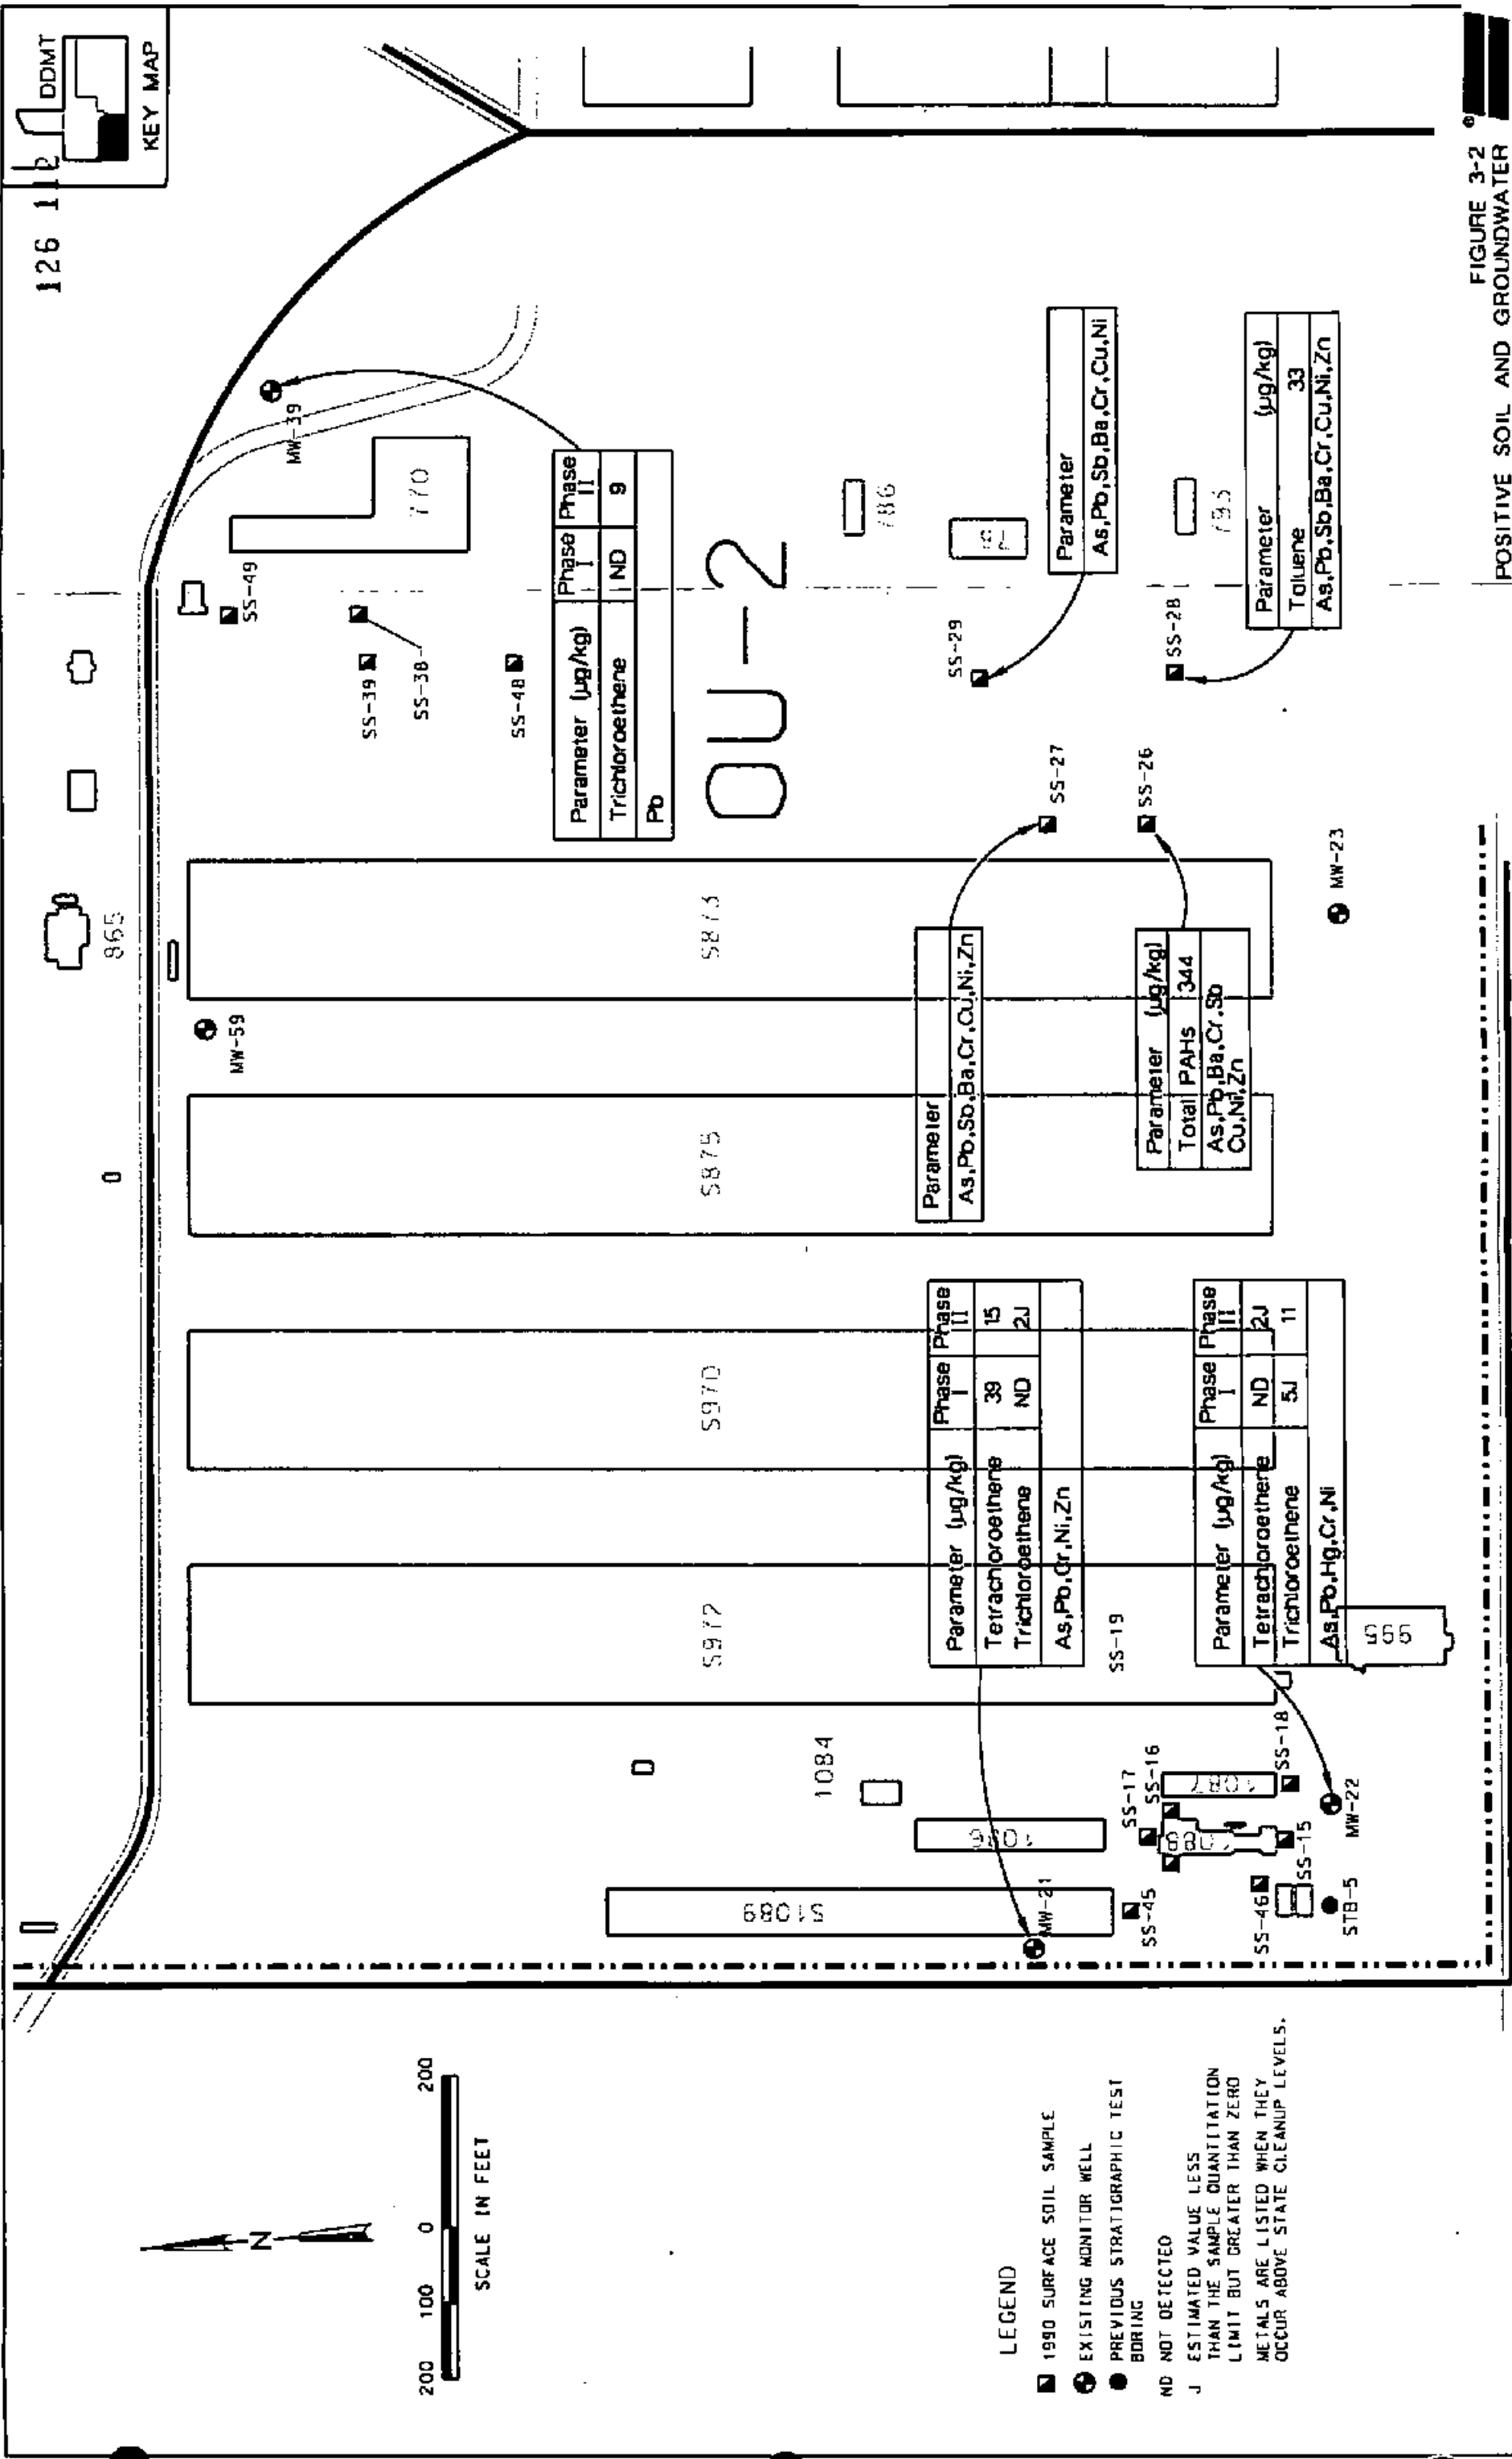 126 112
DDMT
KEY MAP
865
MW-59
MW-39
770
SS-49
SS-39
SS-38
SS-48
Parameter (µg/kg) Phase I Phase II
Trichloroethene ND 9
Pb
OU-2
S972
S970
S875
S873
786
SS-29
Parameter
As,Pb,Sb,Ba,Cr,Cu,Ni
SS-28
Parameter (µg/kg)
Toluene 33
As,Pb,Sb,Ba,Cr,Cu,Ni,Zn
SS-27
SS-26
MW-23
Parameter
As,Pb,Sb,Ba,Cr,Cu,Ni,Zn
Parameter (µg/kg)
Total PAHs 344
As,Pb,Ba,Cr,Sb
Cu,Ni,Zn
Parameter (µg/kg) Phase I Phase II
Tetrachoroethene 39 15
Trichloroethene ND 2J
As,Pb,Cr,Ni,Zn
SS-19
Parameter (µg/kg) Phase I Phase II
Tetrachoroethene ND 2J
Trichloroethene 5J 11
As,Pb,Hg,Cr,Ni
995
1084
S1089
1086
1087
1088
MW-21
SS-45
SS-17
SS-16
SS-18
SS-46
SS-15
STB-5
MW-22
N
200 100 0 200
SCALE IN FEET
LEGEND
1990 SURFACE SOIL SAMPLE
EXISTING MONITOR WELL
PREVIOUS STRATIGRAPHIC TEST
BORING
ND NOT DETECTED
J ESTIMATED VALUE LESS
THAN THE SAMPLE QUANTITATION
LIMIT BUT GREATER THAN ZERO
METALS ARE LISTED WHEN THEY
OCCUR ABOVE STATE CLEANUP LEVELS.
FIGURE 3-2
POSITIVE SOIL AND GROUNDWATER